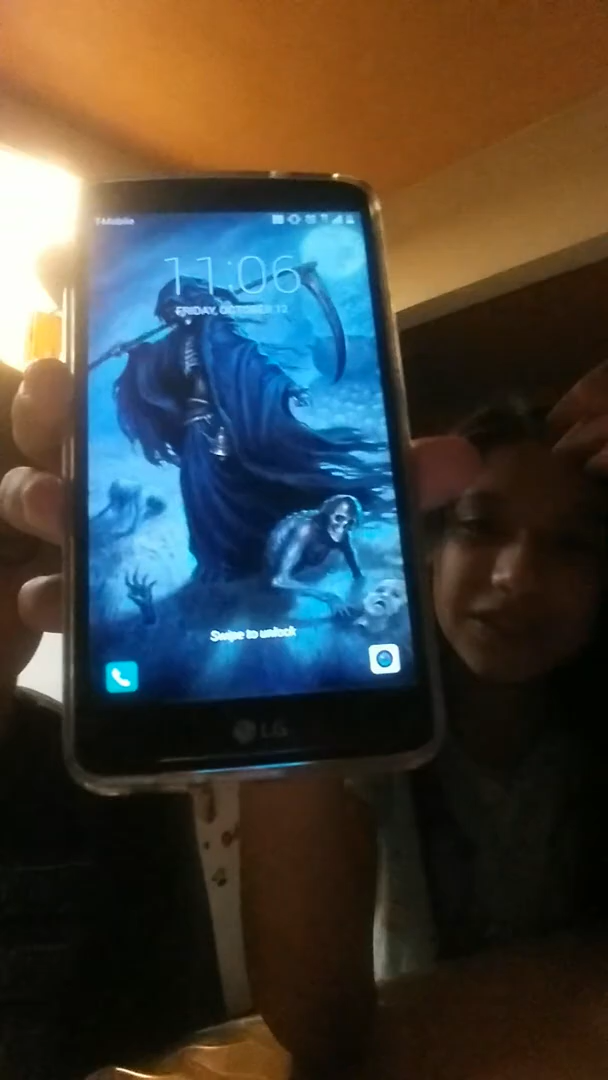 T-Mobile
11:06
FRIDAY, OCTOBER 12
Swipe to unlock
LG